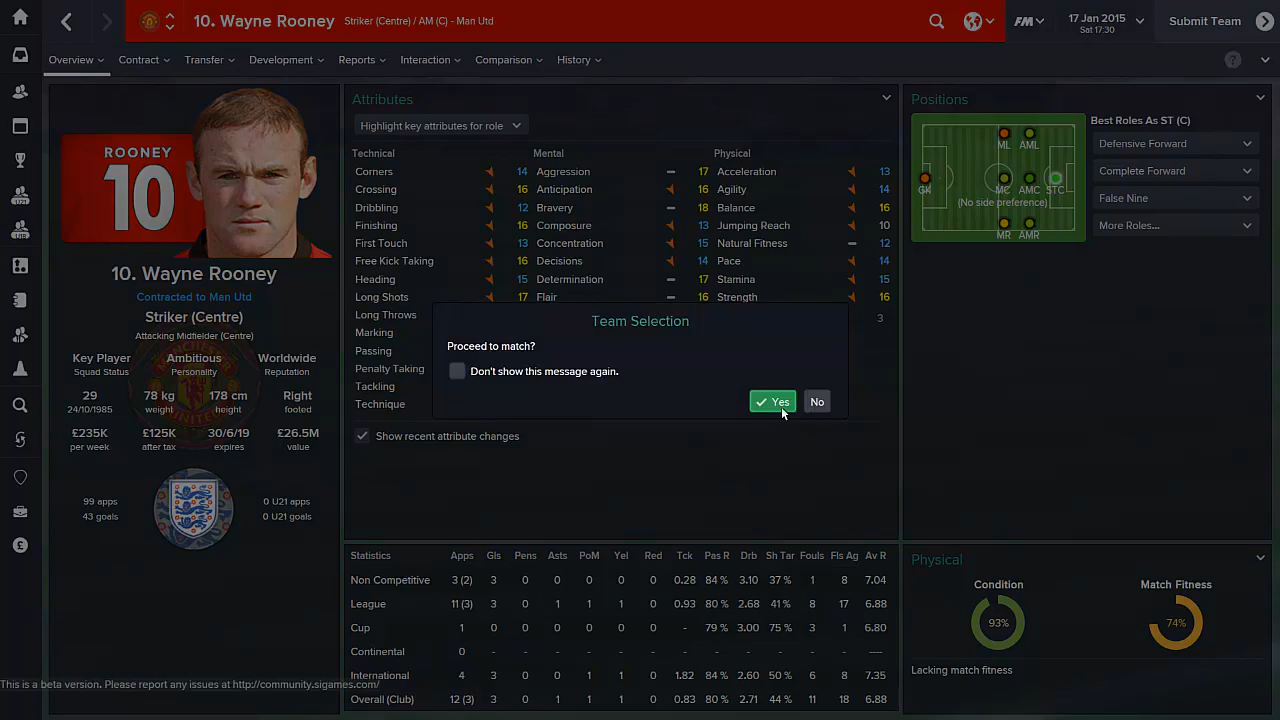 10. Wayne Rooney Striker (Centre) / AM (C) - Man Utd
FM
17 Jan 2015
Sat 17:30
Submit Team
Overview Contract Transfer Development Reports Interaction Comparison History
?
ROONEY
10
10. Wayne Rooney
Contracted to Man Utd
Striker (Centre)
Attacking Midfielder (Centre)
Key Player Ambitious Worldwide
Squad Status Personality Reputation
29 78 kg 178 cm Right
24/10/1985 weight height footed
£235K £125K 30/6/19 £26.5M
per week after tax expires value
99 apps 0 U21 apps
43 goals 0 U21 goals
Attributes
Highlight key attributes for role
Technical Mental Physical
Corners 14 Aggression 17 Acceleration 13
Crossing 16 Anticipation 16 Agility 14
Dribbling 12 Bravery 18 Balance 16
Finishing 16 Composure 13 Jumping Reach 10
First Touch 13 Concentration 15 Natural Fitness 12
Free Kick Taking 16 Decisions 14 Pace 14
Heading 15 Determination 17 Stamina 15
Long Shots 17 Flair 16 Strength 16
Long Throws 3
Marking
Passing
Penalty Taking
Tackling
Technique
Show recent attribute changes
Team Selection
Proceed to match?
Don't show this message again.
Yes No
Positions
ML AML
GK MC AMC STC
(No side preference)
MR AMR
Best Roles As ST (C)
Defensive Forward
Complete Forward
False Nine
More Roles...
Statistics Apps Gls Pens Asts PoM Yel Red Tck Pas R Drb Sh Tar Fouls Fls Ag Av R
Non Competitive 3 (2) 3 0 0 0 0 0 0.28 84 % 3.10 37 % 1 8 7.04
League 11 (3) 3 0 1 1 1 0 0.93 80 % 2.68 41 % 8 17 6.88
Cup 1 0 0 0 0 0 0 - 79 % 3.00 75 % 3 1 6.80
Continental 0 - - - - - - - - - - - - ----
International 4 3 0 0 0 1 0 1.82 84 % 2.60 50 % 6 8 7.35
Overall (Club) 12 (3) 3 0 1 1 1 0 0.83 80 % 2.71 44 % 11 18 6.88
Physical
Condition Match Fitness
93% 74%
Lacking match fitness
This is a beta version. Please report any issues at http://community.sigames.com/